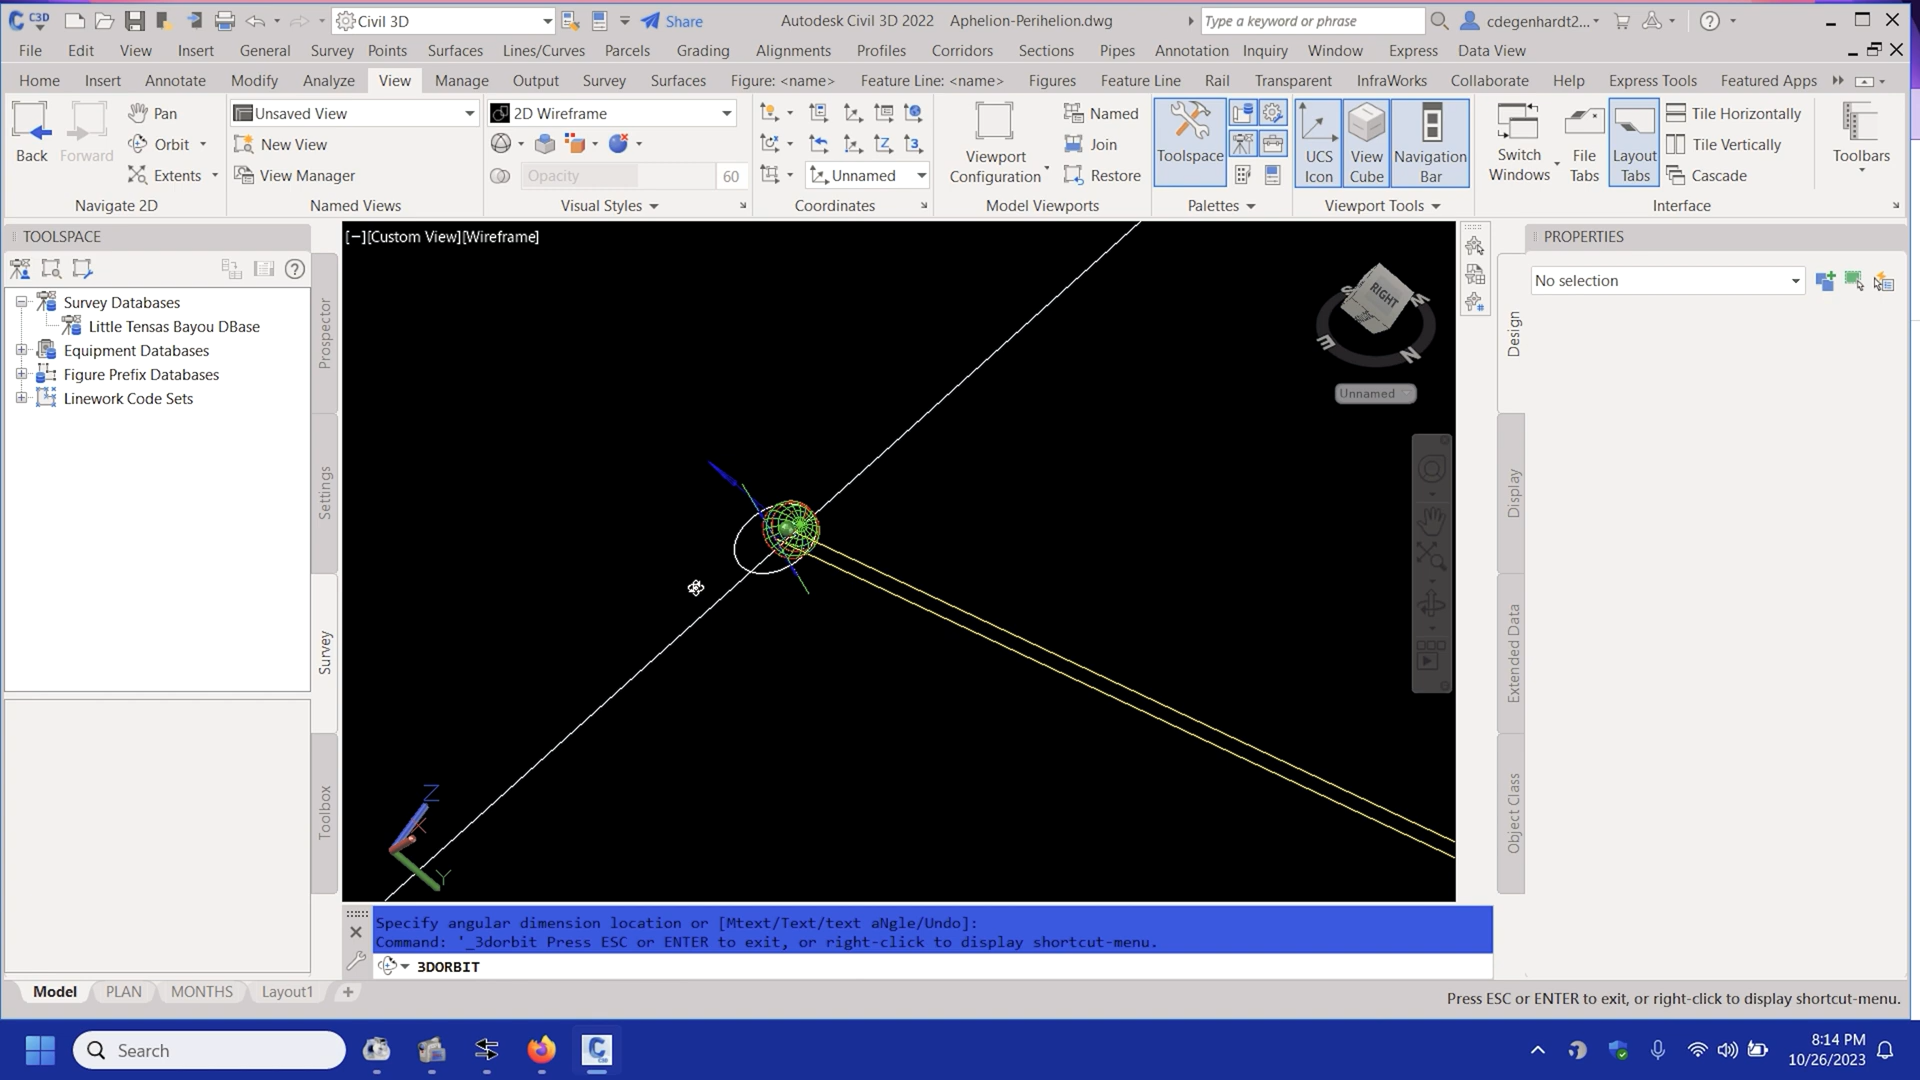 C3D Civil 3D Share Autodesk Civil 3D 2022 Aphelion-Perihelion.dwg Type a keyword or phrase cdegenhardt2...
File Edit View Insert General Survey Points Surfaces Lines/Curves Parcels Grading Alignments Profiles Corridors Sections Pipes Annotation Inquiry Window Express Data View
Home Insert Annotate Modify Analyze View Manage Output Survey Surfaces Figure: <name> Feature Line: <name> Figures Feature Line Rail Transparent InfraWorks Collaborate Help Express Tools Featured Apps
Back
Forward
Pan
Orbit
Extents
Navigate 2D
Unsaved View
New View
View Manager
Named Views
2D Wireframe
Opacity 60
Visual Styles
Unnamed
Coordinates
Viewport
Configuration
Named
Join
Restore
Model Viewports
Toolspace
Palettes
UCS
Icon
View
Cube
Navigation
Bar
Viewport Tools
Switch
Windows
File
Tabs
Layout
Tabs
Tile Horizontally
Tile Vertically
Cascade
Interface
Toolbars
TOOLSPACE
Survey Databases
Little Tensas Bayou DBase
Equipment Databases
Figure Prefix Databases
Linework Code Sets
Prospector
Settings
Survey
Toolbox
[−][Custom View][Wireframe]
RIGHT
S
W
E
N
Unnamed
Z
X
Y
PROPERTIES
No selection
Design
Display
Extended Data
Object Class
Specify angular dimension location or [Mtext/Text/text aNgle/Undo]:
Command: '_3dorbit Press ESC or ENTER to exit, or right-click to display shortcut-menu.
3DORBIT
Model PLAN MONTHS Layout1 +
Press ESC or ENTER to exit, or right-click to display shortcut-menu.
Search
8:14 PM
10/26/2023